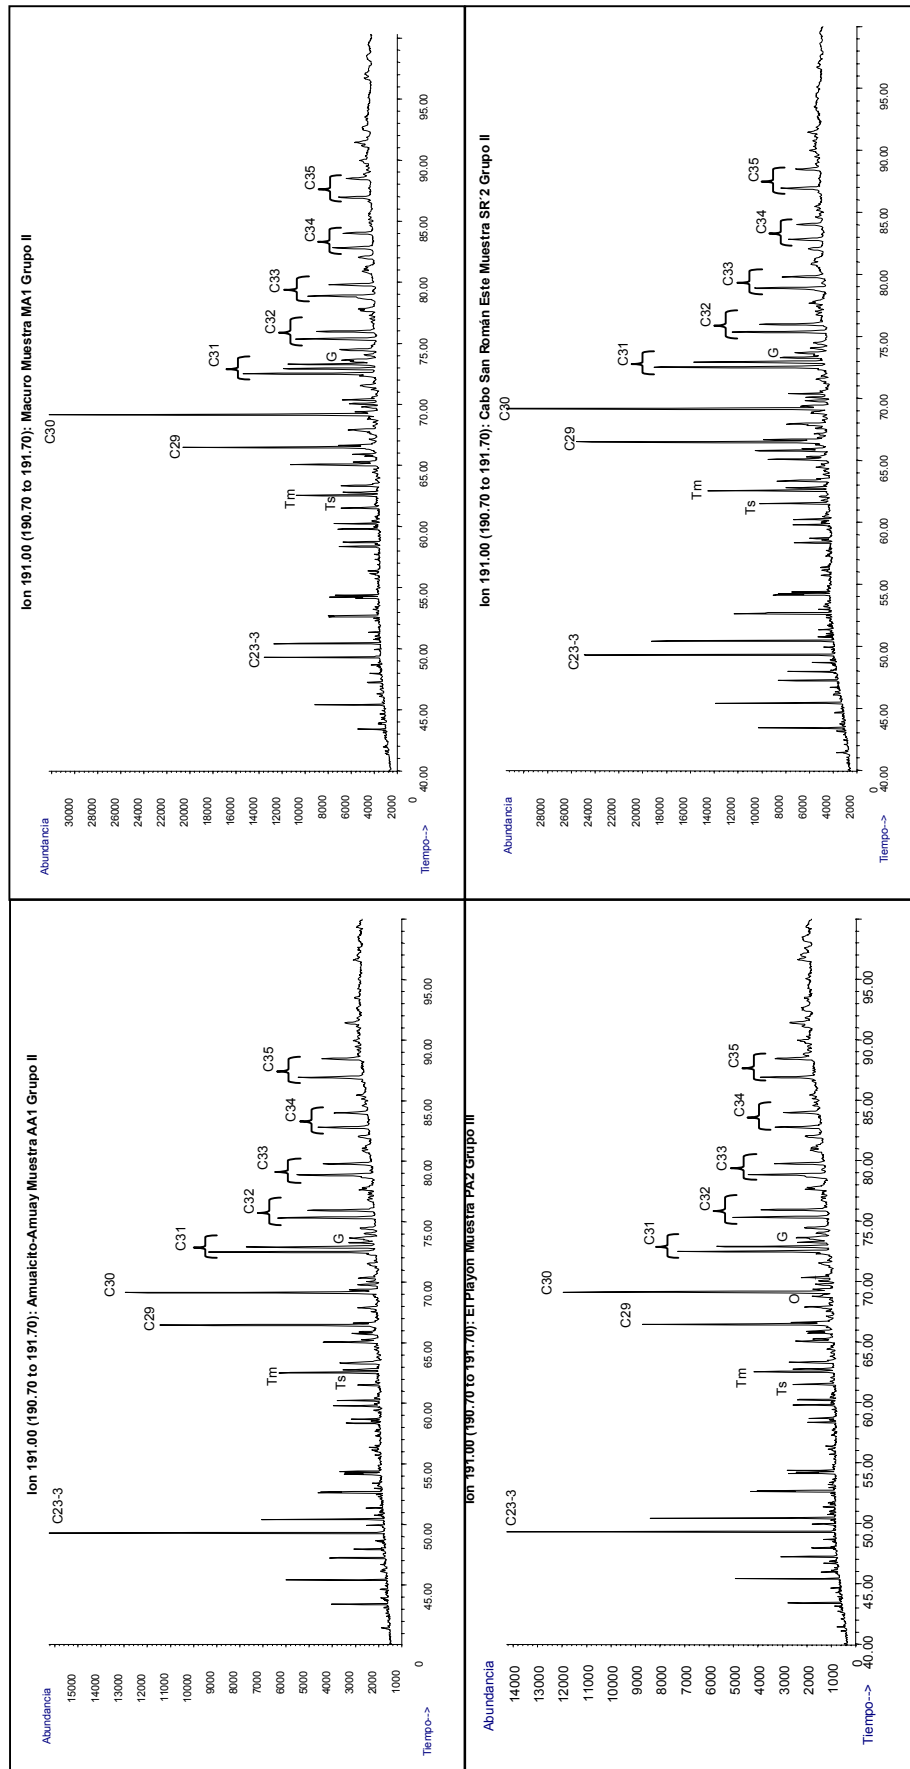 Ion 191.00 (190.70 to 191.70): Amuaicito-Amuay Muestra AA1 Grupo II
Abundancia
15000
14000
13000
12000
11000
10000
9000
8000
7000
6000
5000
4000
3000
2000
1000
0
C23-3
Ts
Tm
C29
C30
G
C31
C32
C33
C34
C35
45.00
50.00
55.00
60.00
65.00
70.00
75.00
80.00
85.00
90.00
95.00
Tiempo-->
Ion 191.00 (190.70 to 191.70): Macuro Muestra MA1 Grupo II
Abundancia
30000
28000
26000
24000
22000
20000
18000
16000
14000
12000
10000
8000
6000
4000
2000
0
C23-3
Ts
Tm
C29
C30
G
C31
C32
C33
C34
C35
40.00
45.00
50.00
55.00
60.00
65.00
70.00
75.00
80.00
85.00
90.00
95.00
Tiempo-->
Ion 191.00 (190.70 to 191.70): El Playon Muestra PA2 Grupo III
Abundancia
14000
13000
12000
11000
10000
9000
8000
7000
6000
5000
4000
3000
2000
1000
0
C23-3
Ts
Tm
C29
O
C30
G
C31
C32
C33
C34
C35
40.00
45.00
50.00
55.00
60.00
65.00
70.00
75.00
80.00
85.00
90.00
95.00
Tiempo-->
Ion 191.00 (190.70 to 191.70): Cabo San Román Este Muestra SR´2 Grupo II
Abundancia
28000
26000
24000
22000
20000
18000
16000
14000
12000
10000
8000
6000
4000
2000
0
C23-3
Ts
Tm
C29
C30
G
C31
C32
C33
C34
C35
40.00
45.00
50.00
55.00
60.00
65.00
70.00
75.00
80.00
85.00
90.00
95.00
Tiempo-->